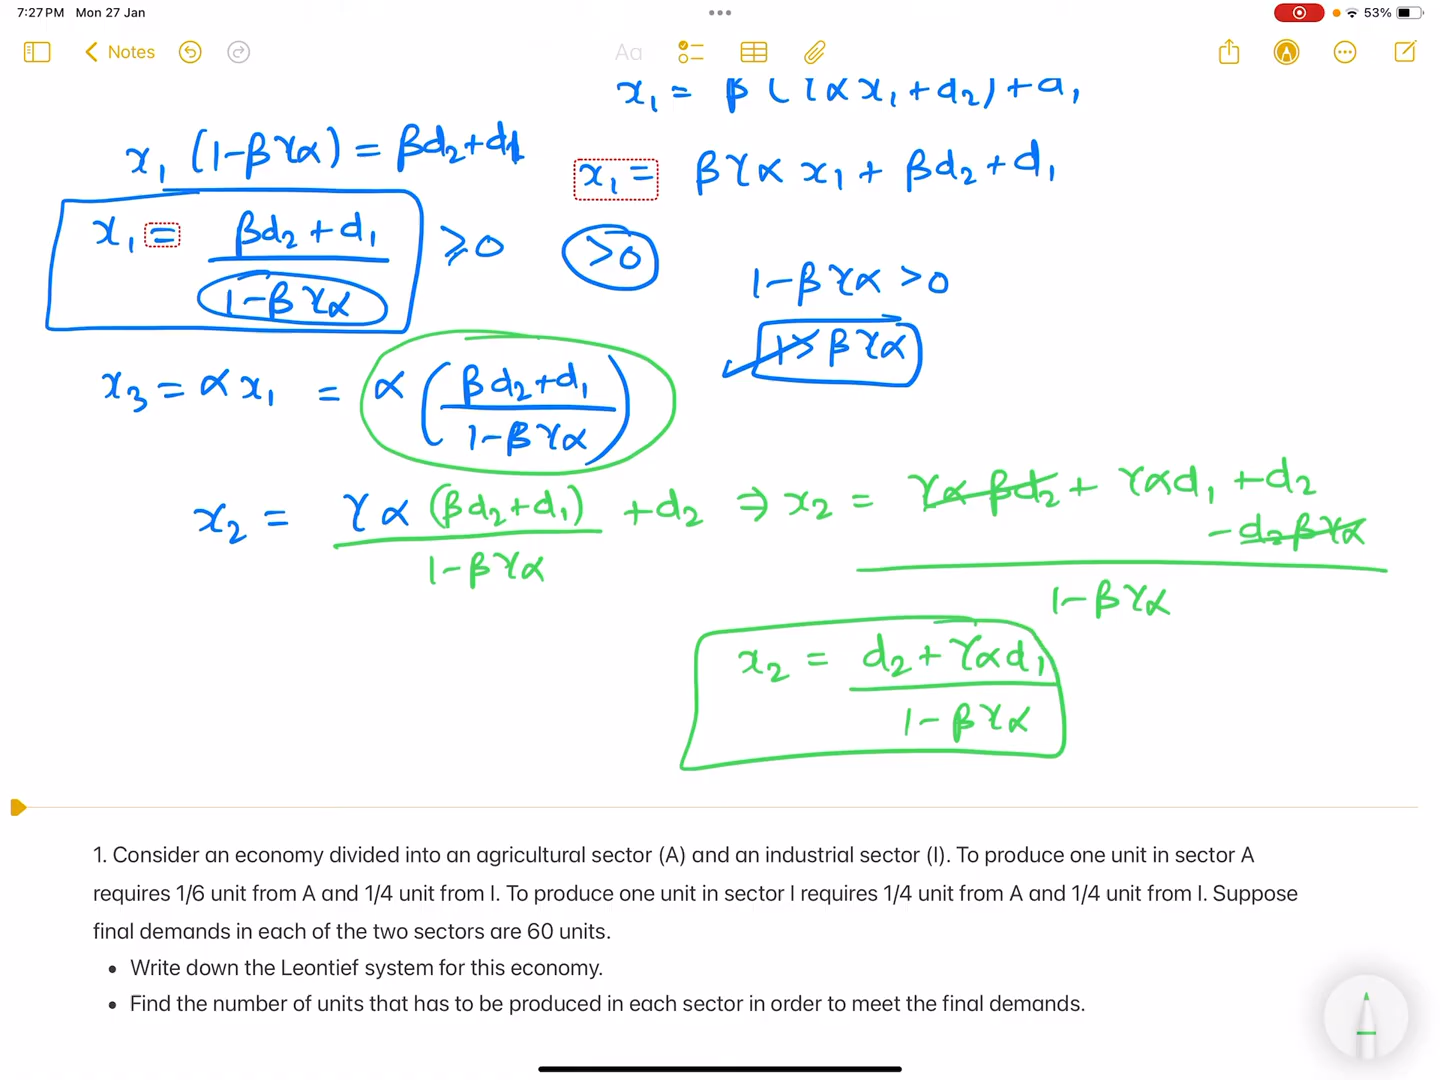 7:27 PM Mon 27 Jan
53%
Notes
Aa
x₁ = β(γα x₁ + d₂) + d₁
x₁ (1-βγα) = βd₂+d₁
x₁ = βγα x₁ + βd₂ + d₁
x₁ = (βd₂ + d₁)/(1-βγα) ⩾ 0
>0
1-βγα >0
1> βγα
x₃ = αx₁ = α((βd₂+d₁)/(1-βγα))
x₂ = γα(βd₂+d₁)/(1-βγα) +d₂ ⇒ x₂ = (γαβd₂ + γαd₁ +d₂ - d₂βγα)/(1-βγα)
x₂ = (d₂+γαd₁)/(1-βγα)
1. Consider an economy divided into an agricultural sector (A) and an industrial sector (I). To produce one unit in sector A
requires 1/6 unit from A and 1/4 unit from I. To produce one unit in sector I requires 1/4 unit from A and 1/4 unit from I. Suppose
final demands in each of the two sectors are 60 units.
• Write down the Leontief system for this economy.
• Find the number of units that has to be produced in each sector in order to meet the final demands.